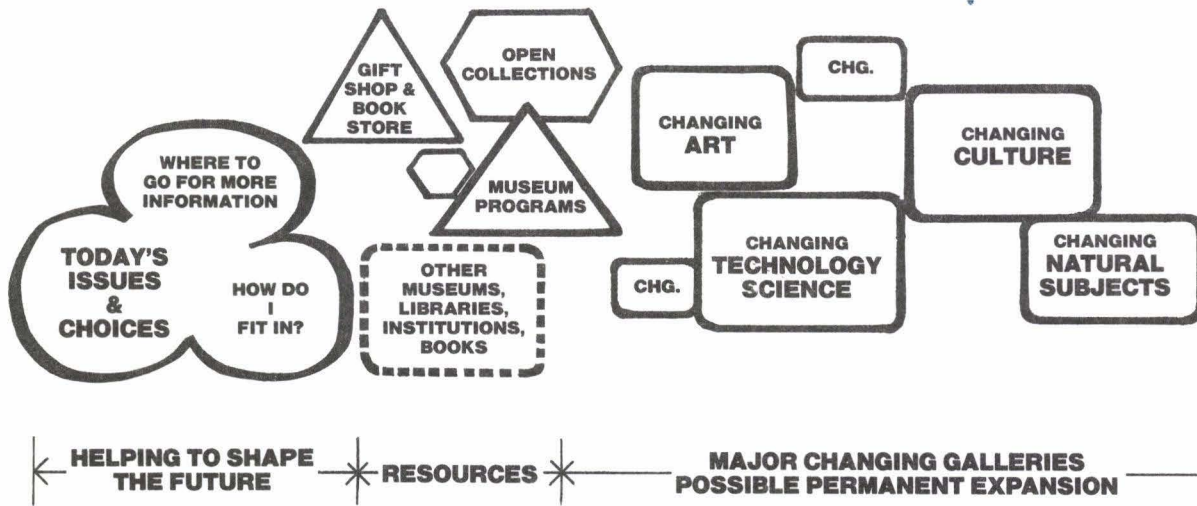 GIFT
SHOP &
BOOK
STORE
OPEN
COLLECTIONS
CHG.
CHANGING
ART
CHANGING
CULTURE
WHERE TO
GO FOR MORE
INFORMATION
MUSEUM
PROGRAMS
TODAY'S
ISSUES
&
CHOICES
HOW DO
I
FIT IN?
OTHER
MUSEUMS,
LIBRARIES,
INSTITUTIONS,
BOOKS
CHG.
CHANGING
TECHNOLOGY
SCIENCE
CHANGING
NATURAL
SUBJECTS
HELPING TO SHAPE
THE FUTURE
RESOURCES
MAJOR CHANGING GALLERIES
POSSIBLE PERMANENT EXPANSION